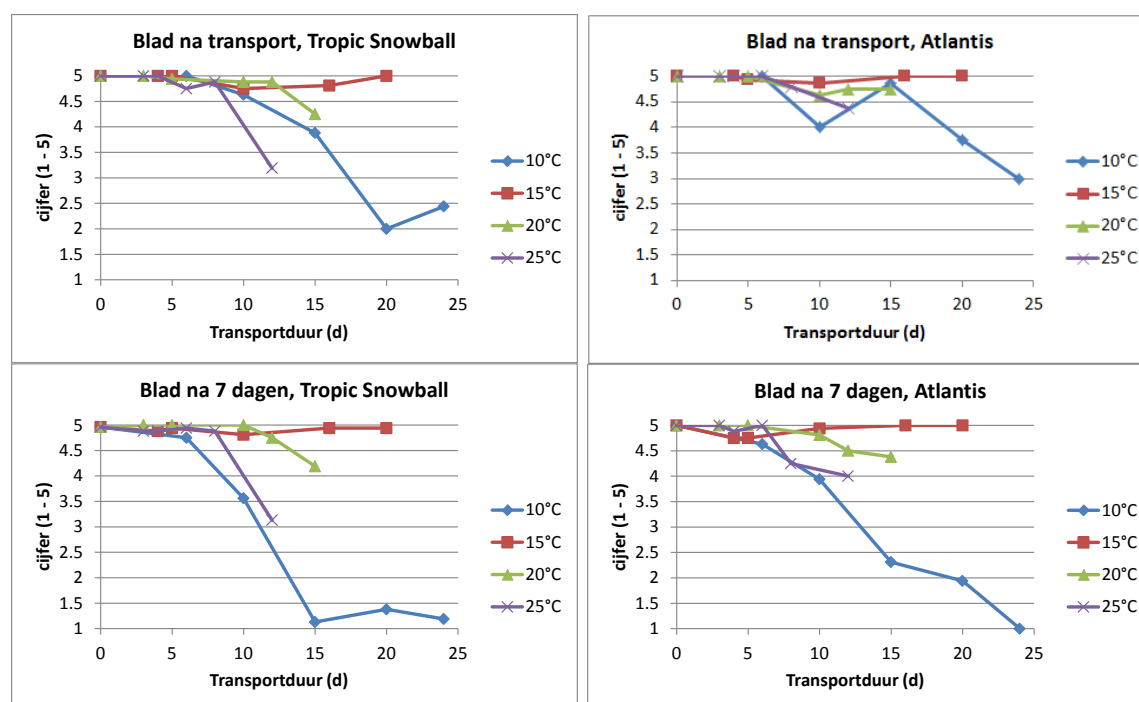 Blad na transport, Tropic Snowball
cijfer (1 - 5)
5
4.5
4
3.5
3
2.5
2
1.5
1
0 5 10 15 20 25
Transportduur (d)
10°C
15°C
20°C
25°C
Blad na transport, Atlantis
cijfer (1 - 5)
5
4.5
4
3.5
3
2.5
2
1.5
1
0 5 10 15 20 25
Transportduur (d)
10°C
15°C
20°C
25°C
Blad na 7 dagen, Tropic Snowball
cijfer (1 - 5)
5
4.5
4
3.5
3
2.5
2
1.5
1
0 5 10 15 20 25
Transportduur (d)
10°C
15°C
20°C
25°C
Blad na 7 dagen, Atlantis
cijfer (1 - 5)
5
4.5
4
3.5
3
2.5
2
1.5
1
0 5 10 15 20 25
Transportduur (d)
10°C
15°C
20°C
25°C